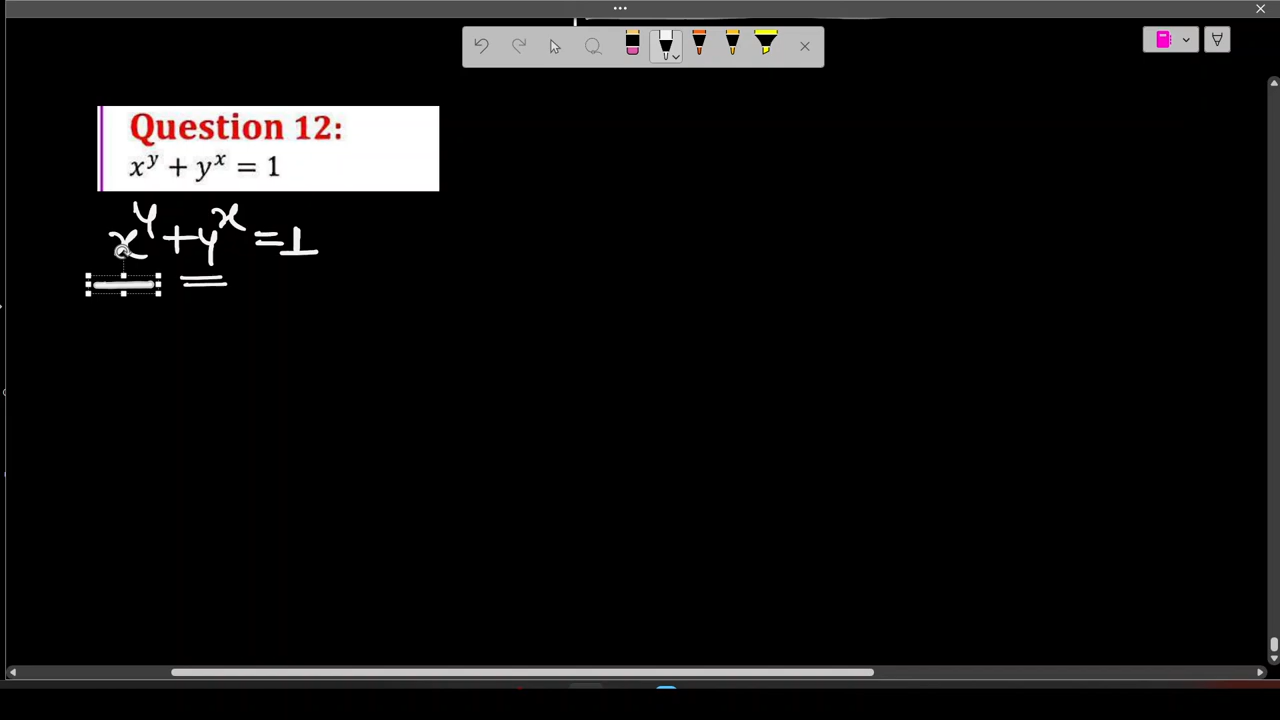 Question 12:
x^y + y^x = 1
x^y + y^x = 1